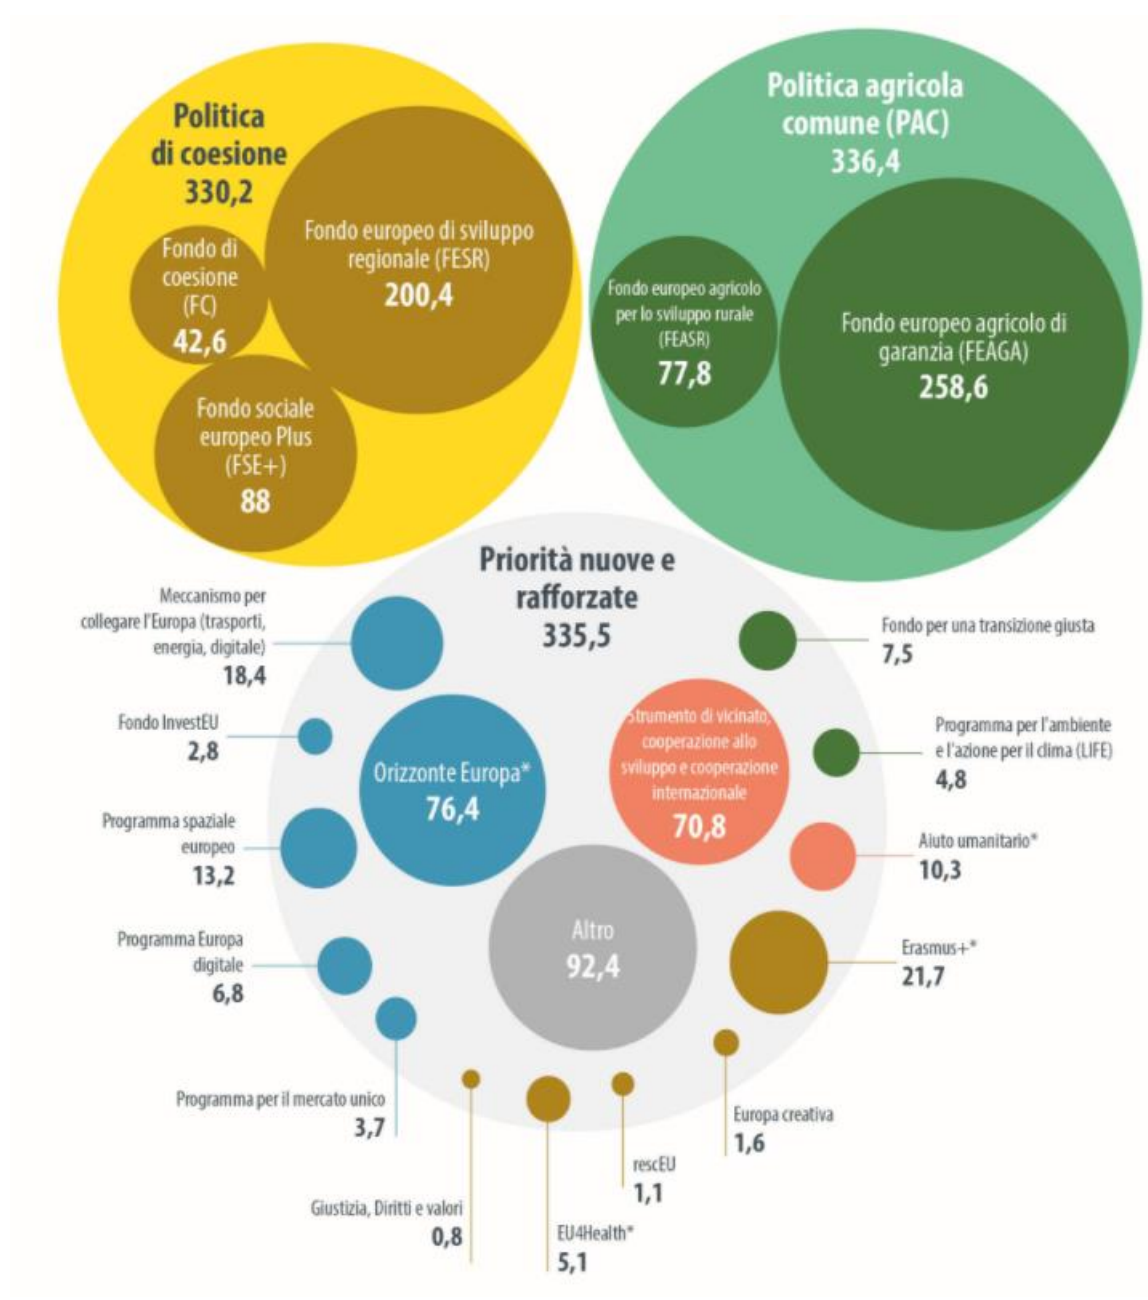 Politica
di coesione
330,2
Fondo europeo di sviluppo
regionale (FESR)
200,4
Fondo di
coesione
(FC)
42,6
Fondo sociale
europeo Plus
(FSE+)
88
Politica agricola
comune (PAC)
336,4
Fondo europeo agricolo
per lo sviluppo rurale
(FEASR)
77,8
Fondo europeo agricolo di
garanzia (FEAGA)
258,6
Priorità nuove e
rafforzate
335,5
Meccanismo per
collegare l'Europa (trasporti,
energia, digitale)
18,4
Fondo InvestEU
2,8
Programma spaziale
europeo
13,2
Programma Europa
digitale
6,8
Programma per il mercato unico
3,7
Giustizia, Diritti e valori
0,8
EU4Health*
5,1
rescEU
1,1
Europa creativa
1,6
Erasmus+*
21,7
Aiuto umanitario*
10,3
Programma per l'ambiente
e l'azione per il clima (LIFE)
4,8
Fondo per una transizione giusta
7,5
Orizzonte Europa*
76,4
Strumento di vicinato,
cooperazione allo
sviluppo e cooperazione
internazionale
70,8
Altro
92,4